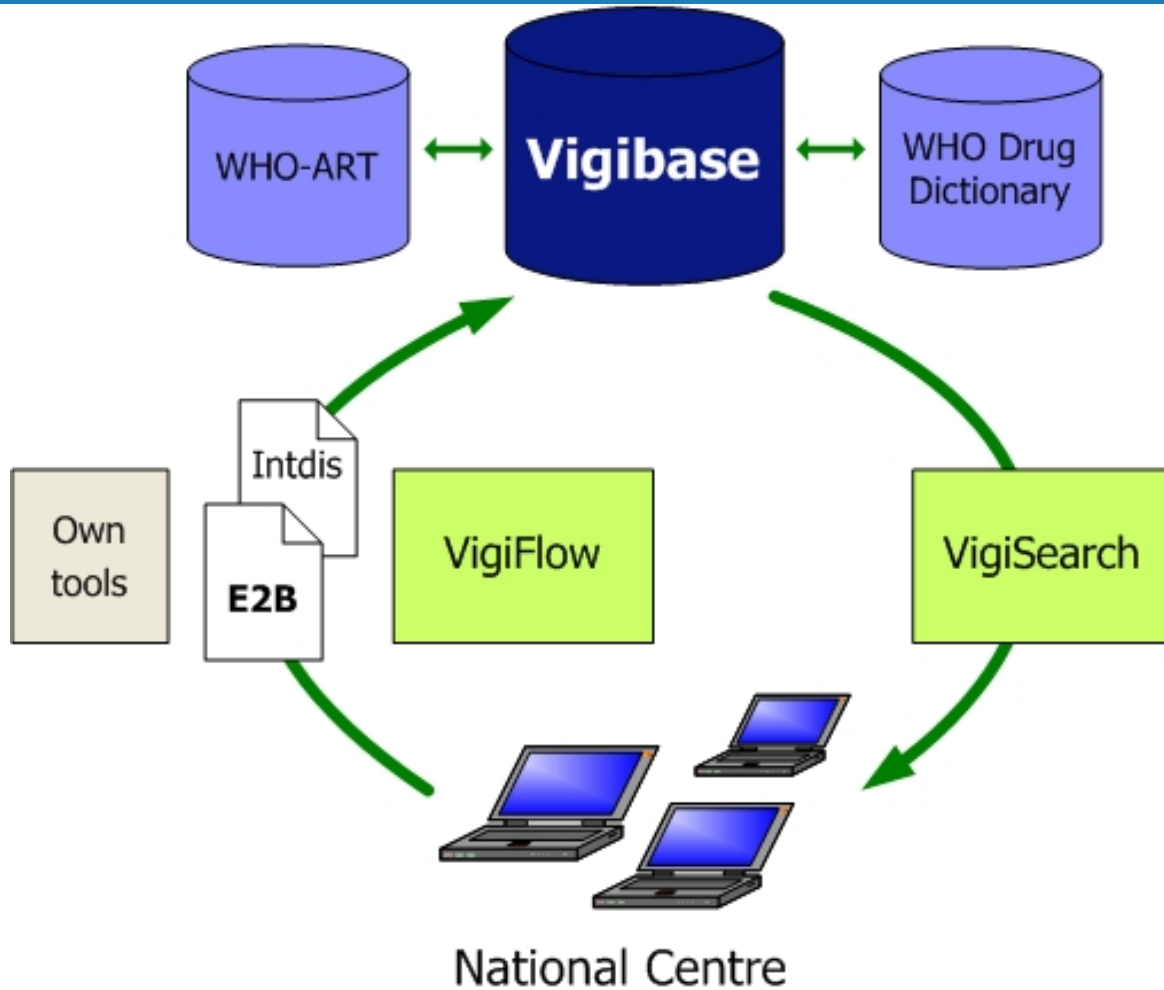 WHO-ART
Vigibase
WHO Drug
Dictionary
Own
tools
Intdis
E2B
VigiFlow
VigiSearch
National Centre